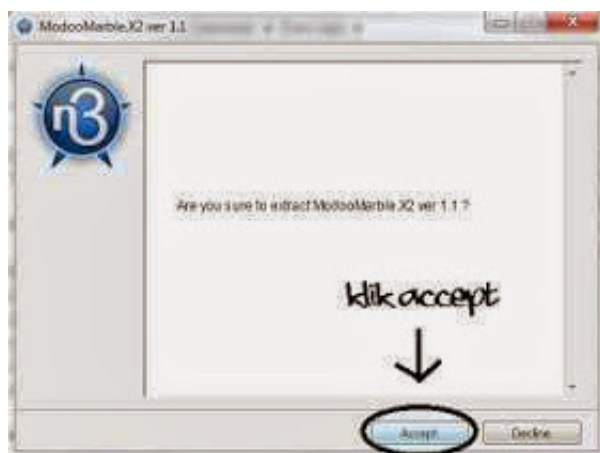 ModooMarble.X2 ver 1.1
n3
Are you sure to extract ModooMarble.X2 ver 1.1 ?
klik accept
Accept
Decline